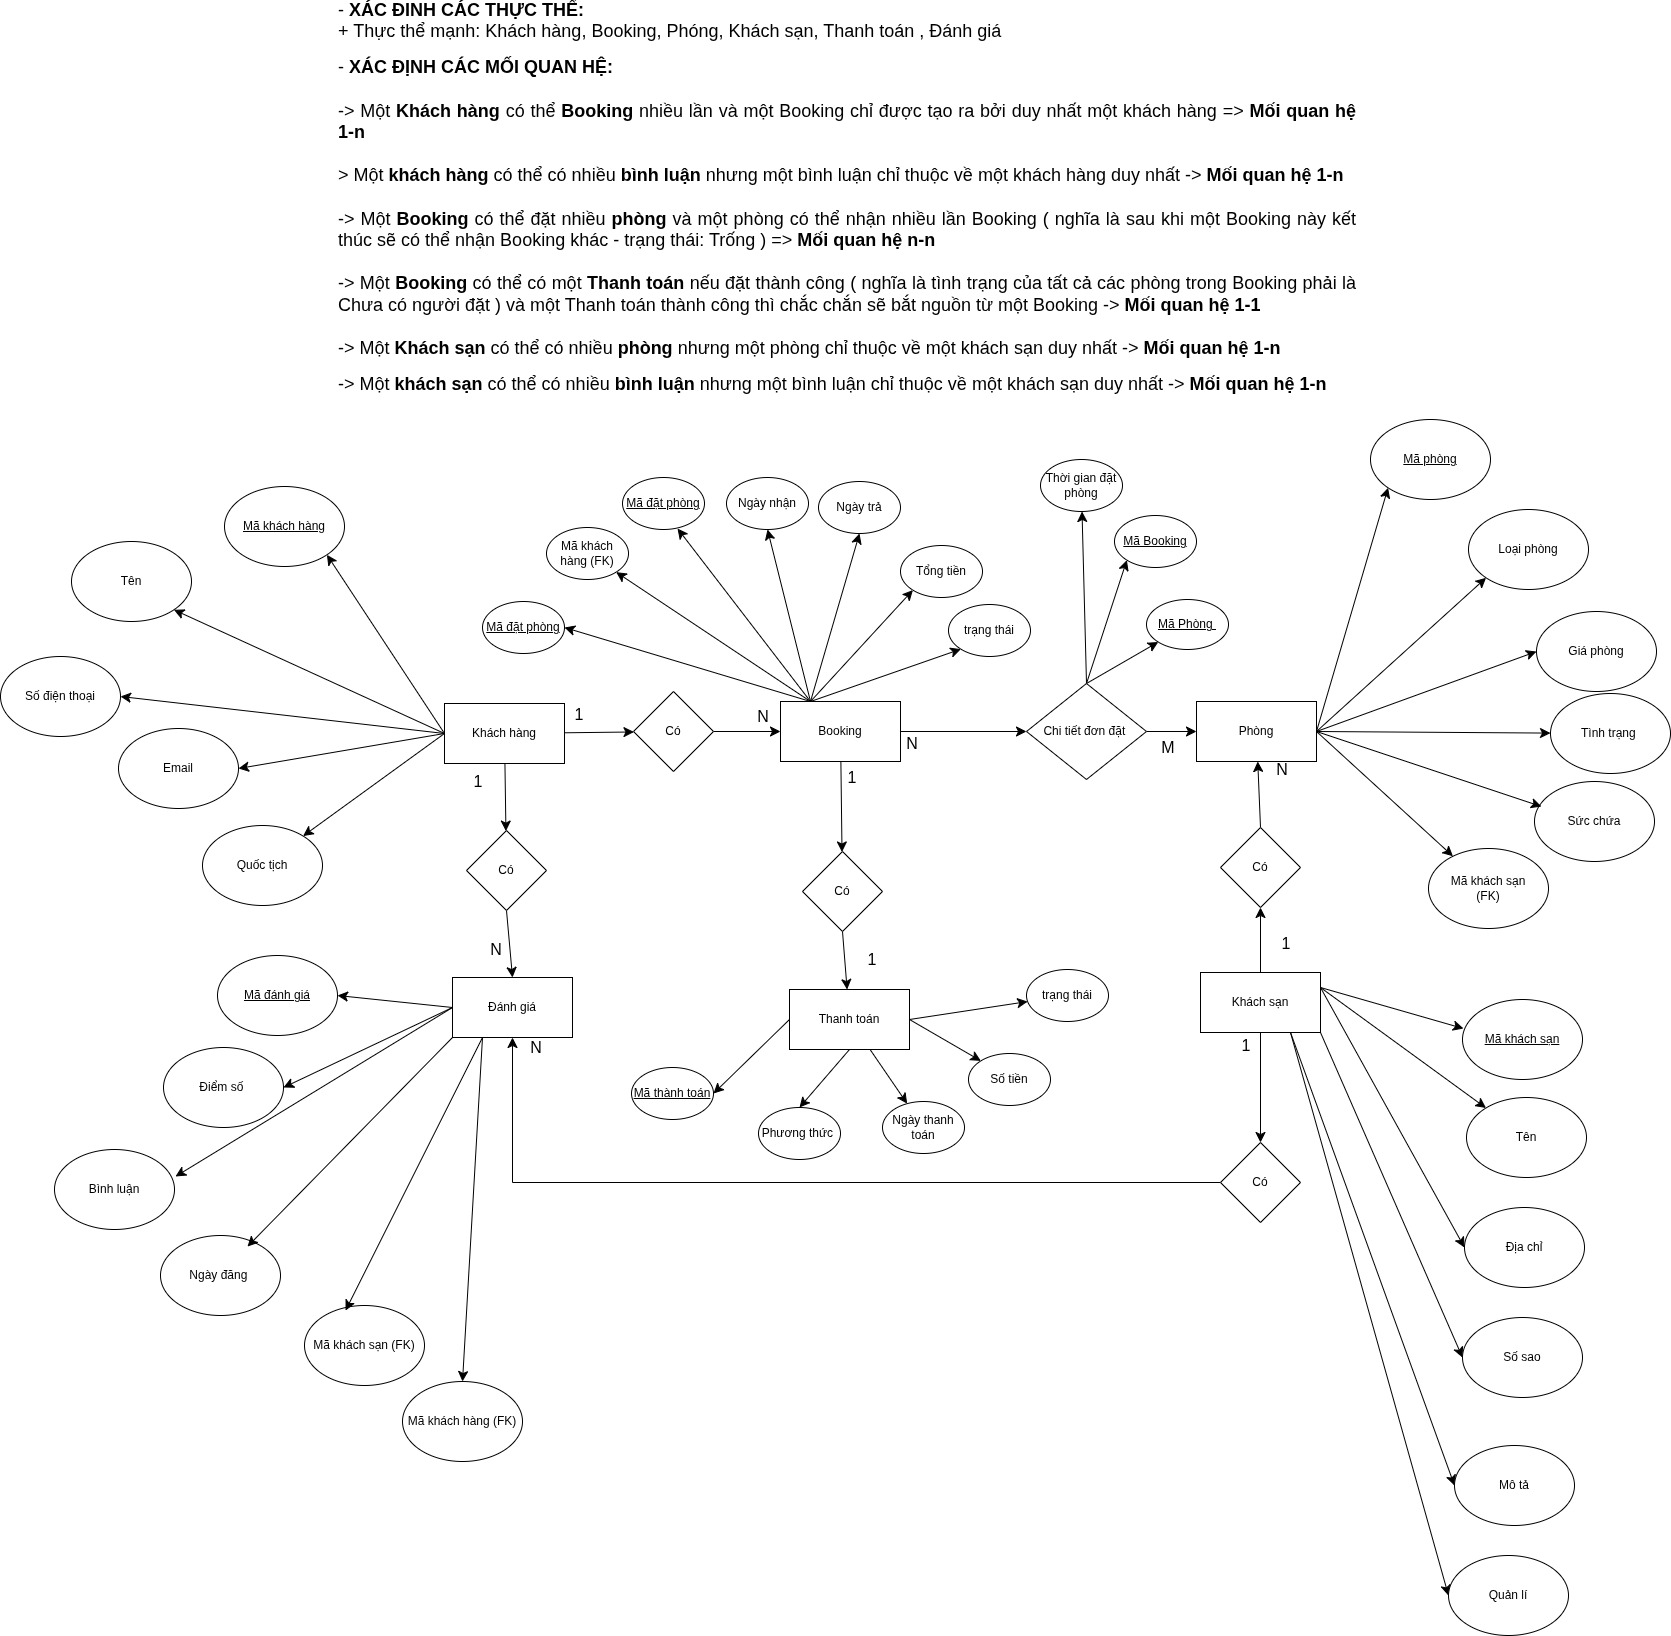 - XÁC ĐINH CÁC THỰC THỂ:
+ Thực thể mạnh: Khách hàng, Booking, Phóng, Khách sạn, Thanh toán , Đánh giá
- XÁC ĐỊNH CÁC MỐI QUAN HỆ:
-> Một Khách hàng có thể Booking nhiều lần và một Booking chỉ được tạo ra bởi duy nhất một khách hàng => Mối quan hệ
1-n
> Một khách hàng có thể có nhiều bình luận nhưng một bình luận chỉ thuộc về một khách hàng duy nhất -> Mối quan hệ 1-n
-> Một Booking có thể đặt nhiều phòng và một phòng có thể nhận nhiều lần Booking ( nghĩa là sau khi một Booking này kết
thúc sẽ có thể nhận Booking khác - trạng thái: Trống ) => Mối quan hệ n-n
-> Một Booking có thể có một Thanh toán nếu đặt thành công ( nghĩa là tình trạng của tất cả các phòng trong Booking phải là
Chưa có người đặt ) và một Thanh toán thành công thì chắc chắn sẽ bắt nguồn từ một Booking -> Mối quan hệ 1-1
-> Một Khách sạn có thể có nhiều phòng nhưng một phòng chỉ thuộc về một khách sạn duy nhất -> Mối quan hệ 1-n
-> Một khách sạn có thể có nhiều bình luận nhưng một bình luận chỉ thuộc về một khách sạn duy nhất -> Mối quan hệ 1-n
Mã phòng
Thời gian đặt
phòng
Mã đặt phòng
Ngày nhận
Ngày trả
Mã khách hàng
Mã Booking
Loại phòng
Mã khách
hàng (FK)
Tổng tiền
Tên
Mã đặt phòng
trạng thái
Mã Phòng
Giá phòng
Số điện thoại
1
N
Khách hàng
Có
Booking
N
Chi tiết đơn đặt
M
Phòng
Tình trạng
Email
1
1
N
Sức chứa
Quốc tịch
Có
Có
Có
Mã khách sạn
(FK)
N
1
1
Mã đánh giá
Đánh giá
Thanh toán
trạng thái
Khách sạn
Mã khách sạn
N
1
Điểm số
Mã thành toán
Số tiền
Phương thức
Ngày thanh
toán
Tên
Bình luận
Có
Ngày đăng
Địa chỉ
Mã khách sạn (FK)
Số sao
Mã khách hàng (FK)
Mô tả
Quản lí